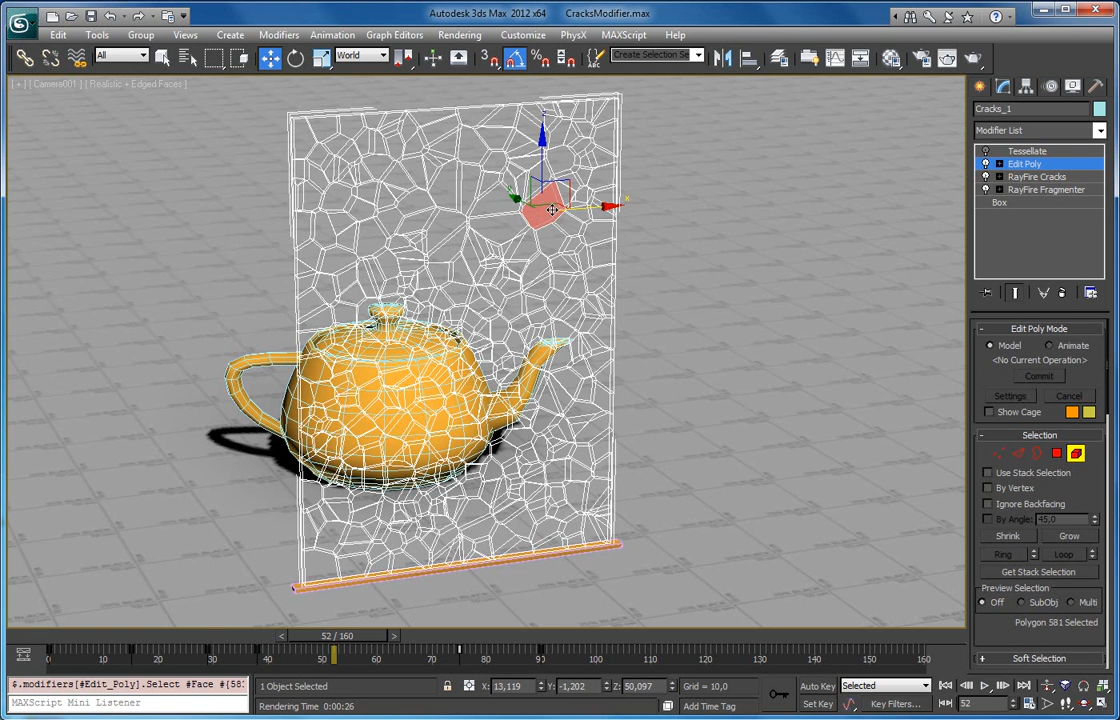 Autodesk 3ds Max 2012 x64 CracksModifier.max
Edit Tools Group Views Create Modifiers Animation Graph Editors Rendering Customize PhysX MAXScript Help
All World 3 Create Selection Se
[ + ] [ Camera001 ] [ Realistic + Edged Faces ]
Cracks_1
Modifier List
Tessellate
Edit Poly
RayFire Cracks
RayFire Fragmenter
Box
x
Edit Poly Mode
Model Animate
<No Current Operation>
Commit
Settings Cancel
Show Cage
Selection
Use Stack Selection
By Vertex
Ignore Backfacing
By Angle: 45,0
Shrink Grow
Ring Loop
Get Stack Selection
Preview Selection
Off SubObj Multi
Polygon 581 Selected
Soft Selection
< 52 / 160 >
0 10 20 30 40 50 60 70 80 90 100 110 120 130 140 150 160
$.modifiers[#Edit_Poly].Select #Face #{58
MAXScript Mini Listener
1 Object Selected X: 13,119 Y: -1,202 Z: 50,097 Grid = 10,0 Auto Key Selected
Rendering Time 0:00:26 Add Time Tag Set Key Key Filters... 52